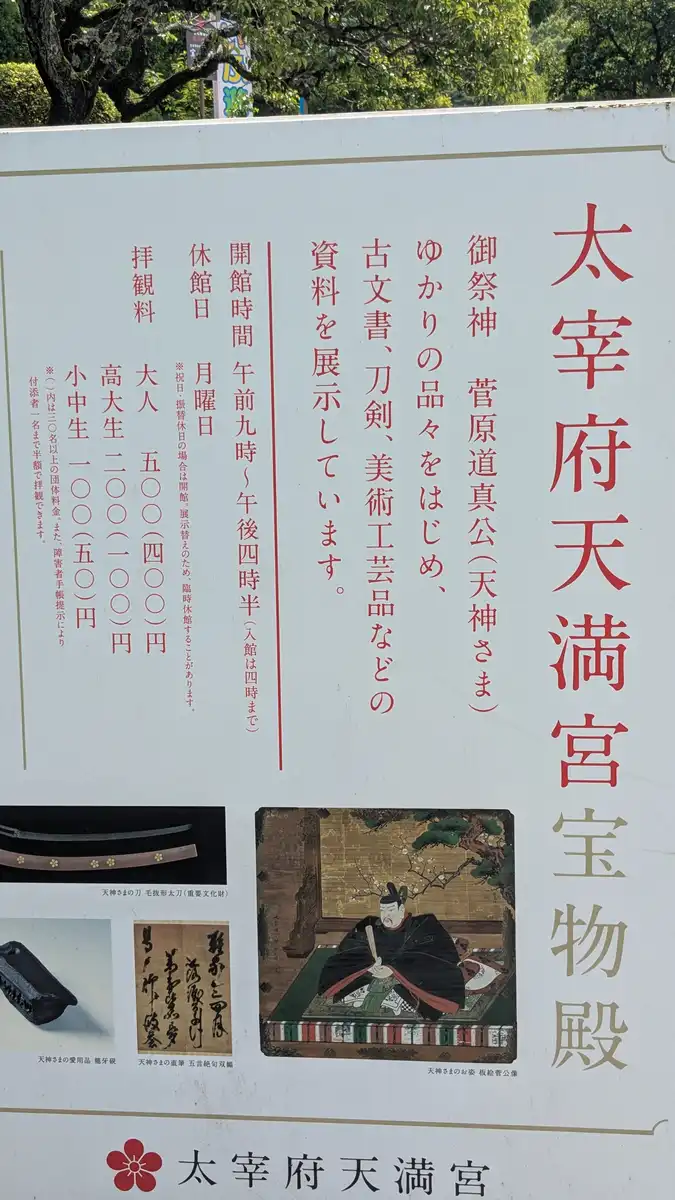 太宰府天満宮宝物殿
御祭神 菅原道真公（天神さま）
ゆかりの品々をはじめ、
古文書、刀剣、美術工芸品などの
資料を展示しています。
開館時間 午前九時～午後四時半（入館は四時まで）
休館日 月曜日
※祝日・振替休日の場合は開館。展示替えのため、臨時休館することがあります。
拝観料 大人 五〇〇（四〇〇）円
高大生 二〇〇（一〇〇）円
小中生 一〇〇（五〇）円
※（ ）内は三〇名以上の団体料金。また、障害者手帳提示により
付添者一名まで半額で拝観できます。
天神さまの刀 毛抜形太刀（重要文化財）
天神さまのお姿 板絵菅公像
天神さまの直筆 五言絶句双幅
天神さまの愛用品 龍牙硯
太宰府天満宮